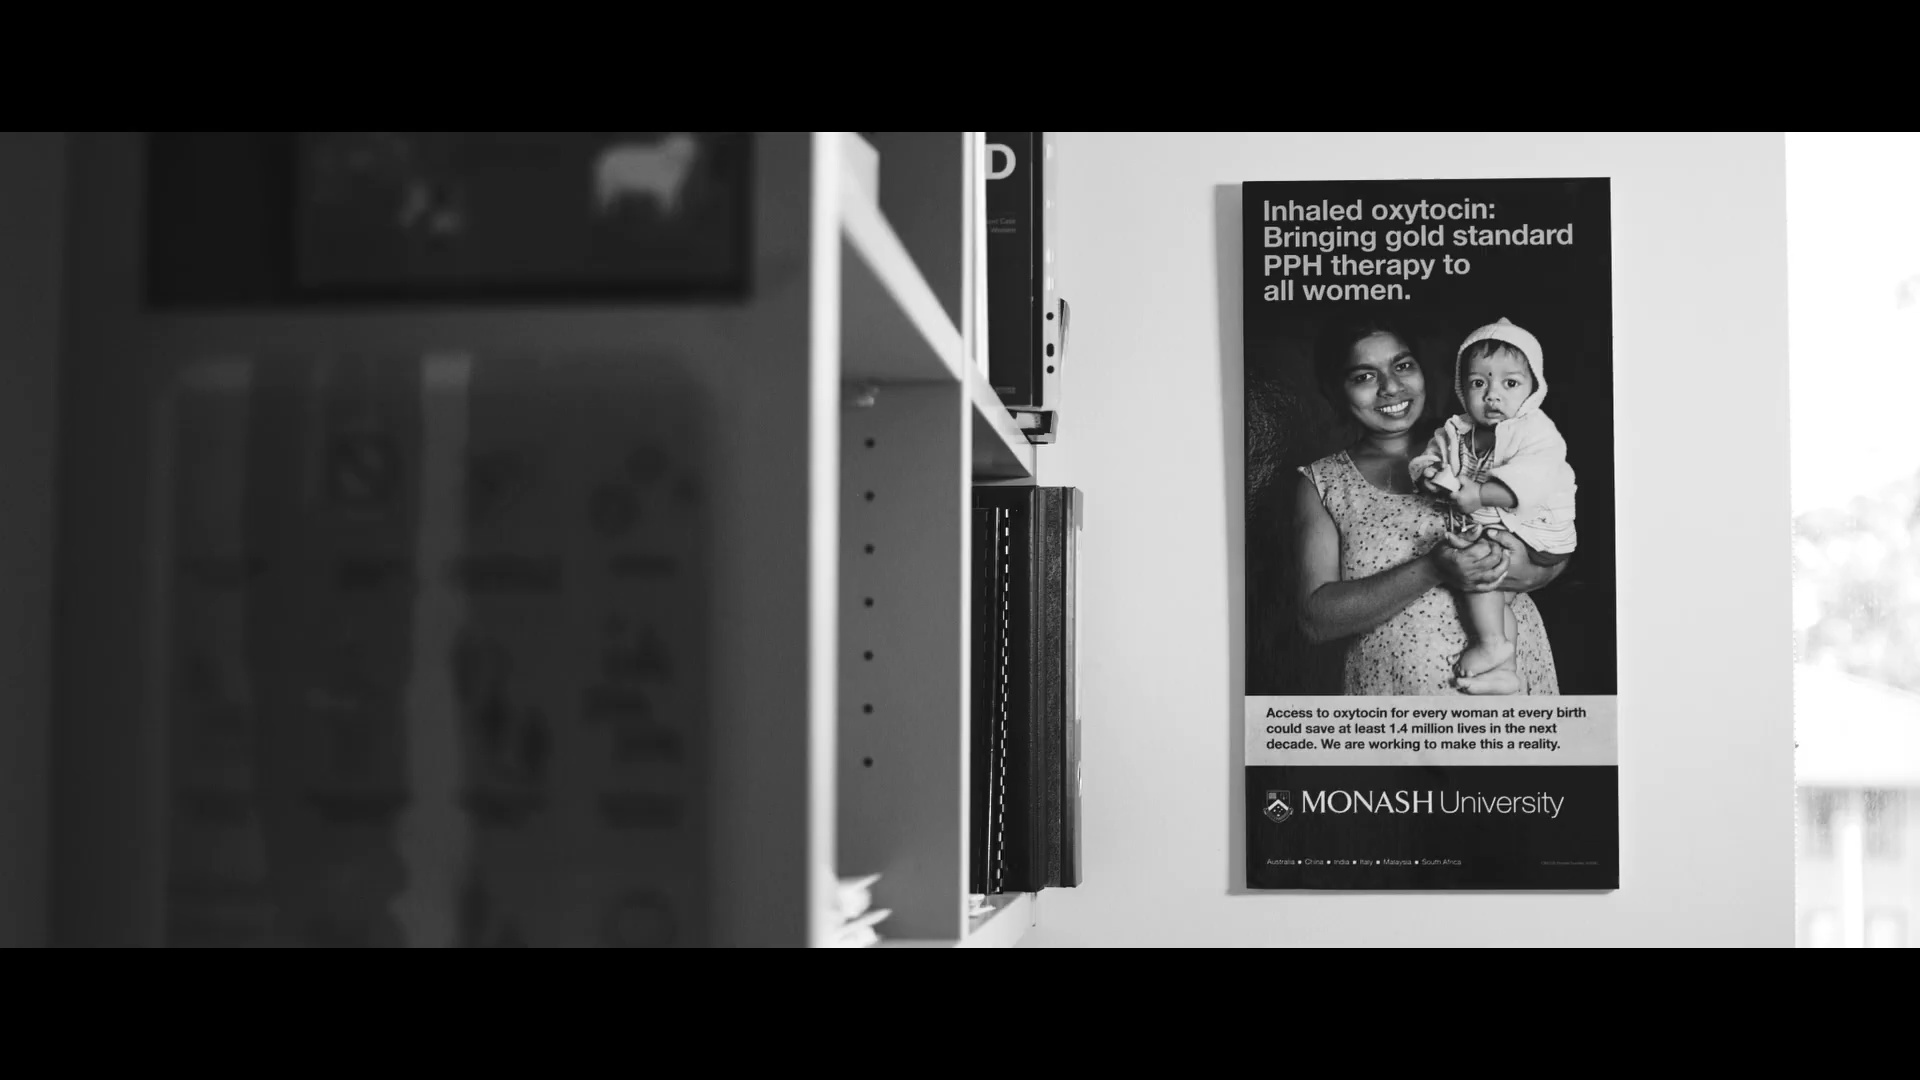 D
Inhaled oxytocin:
Bringing gold standard
PPH therapy to
all women.
Access to oxytocin for every woman at every birth
could save at least 1.4 million lives in the next
decade. We are working to make this a reality.
MONASH University
Australia ▪ China ▪ India ▪ Italy ▪ Malaysia ▪ South Africa